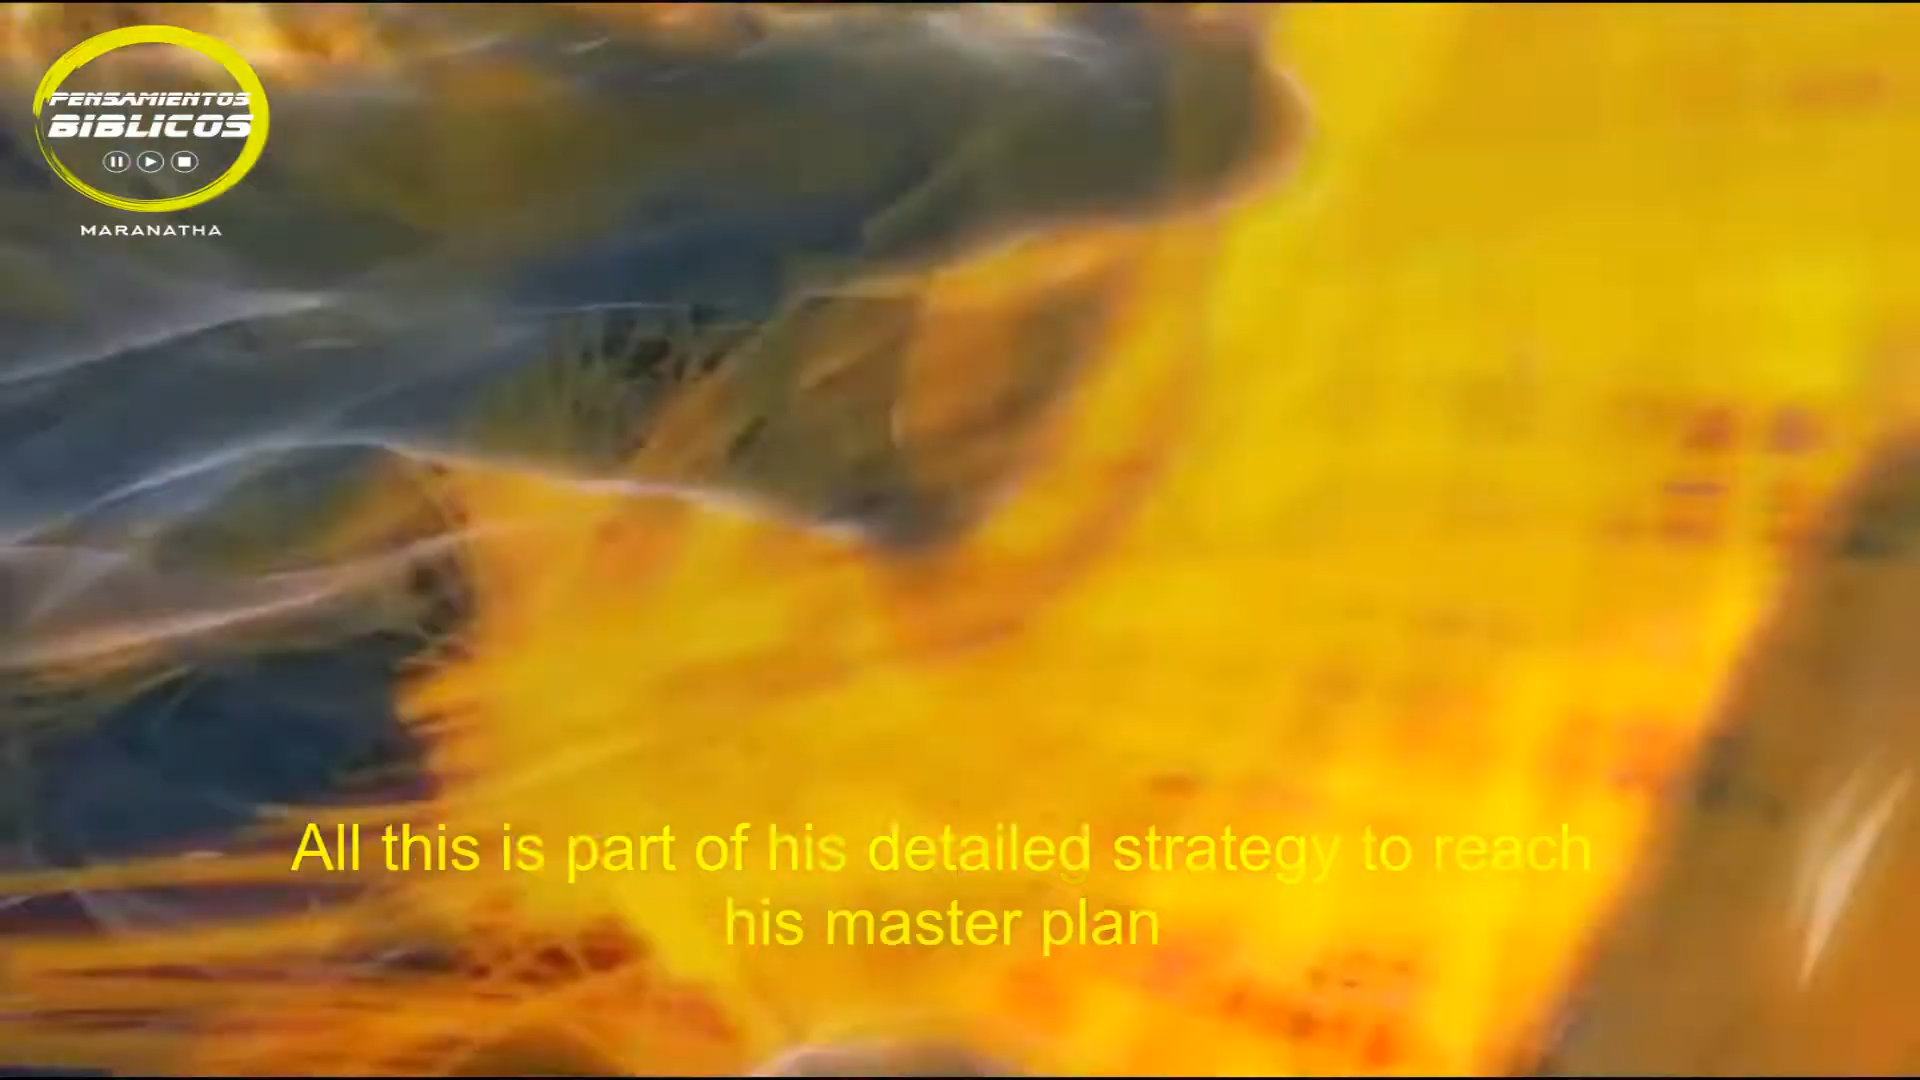 PENSAMIENTOS
BIBLICOS
MARANATHA
All this is part of his detailed strategy to reach
his master plan